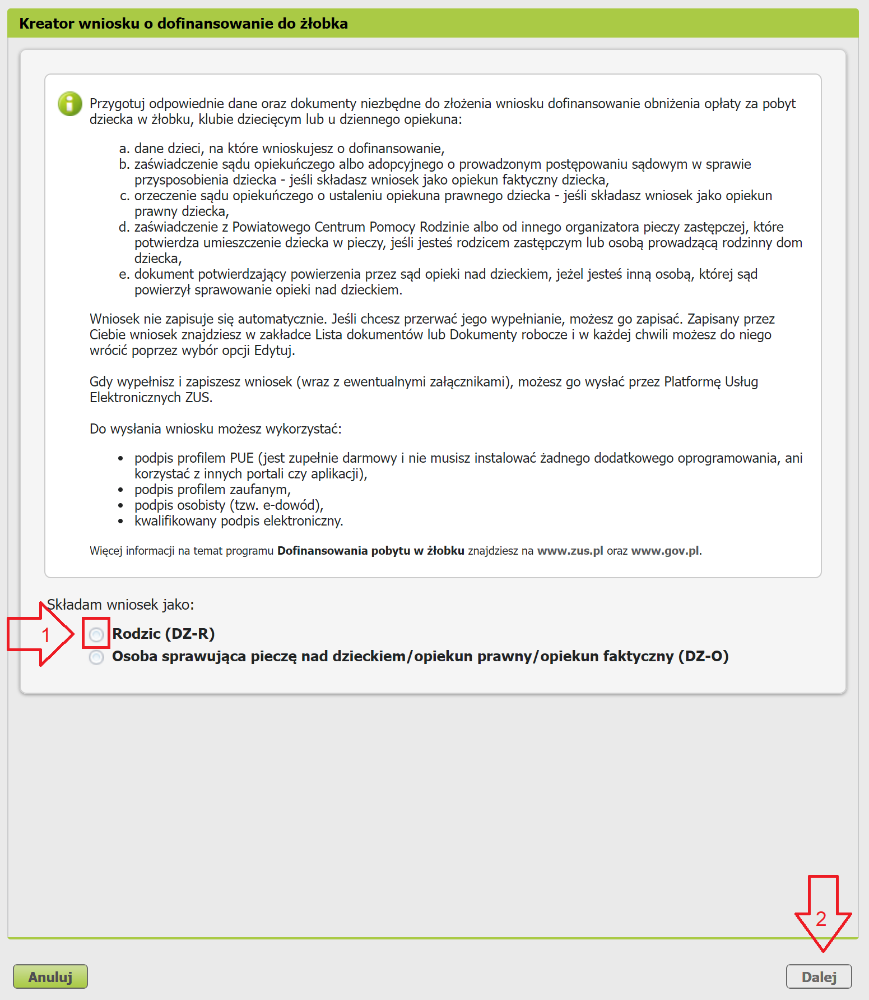 Kreator wniosku o dofinansowanie do żłobka
Przygotuj odpowiednie dane oraz dokumenty niezbędne do złożenia wniosku dofinansowanie obniżenia opłaty za pobyt
dziecka w żłobku, klubie dziecięcym lub u dziennego opiekuna:
a. dane dzieci, na które wnioskujesz o dofinansowanie,
b. zaświadczenie sądu opiekuńczego albo adopcyjnego o prowadzonym postępowaniu sądowym w sprawie
przysposobienia dziecka - jeśli składasz wniosek jako opiekun faktyczny dziecka,
c. orzeczenie sądu opiekuńczego o ustaleniu opiekuna prawnego dziecka - jeśli składasz wniosek jako opiekun
prawny dziecka,
d. zaświadczenie z Powiatowego Centrum Pomocy Rodzinie albo od innego organizatora pieczy zastępczej, które
potwierdza umieszczenie dziecka w pieczy, jeśli jesteś rodzicem zastępczym lub osobą prowadzącą rodzinny dom
dziecka,
e. dokument potwierdzający powierzenia przez sąd opieki nad dzieckiem, jeżel jesteś inną osobą, której sąd
powierzył sprawowanie opieki nad dzieckiem.
Wniosek nie zapisuje się automatycznie. Jeśli chcesz przerwać jego wypełnianie, możesz go zapisać. Zapisany przez
Ciebie wniosek znajdziesz w zakładce Lista dokumentów lub Dokumenty robocze i w każdej chwili możesz do niego
wrócić poprzez wybór opcji Edytuj.
Gdy wypełnisz i zapiszesz wniosek (wraz z ewentualnymi załącznikami), możesz go wysłać przez Platformę Usług
Elektronicznych ZUS.
Do wysłania wniosku możesz wykorzystać:
• podpis profilem PUE (jest zupełnie darmowy i nie musisz instalować żadnego dodatkowego oprogramowania, ani
korzystać z innych portali czy aplikacji),
• podpis profilem zaufanym,
• podpis osobisty (tzw. e-dowód),
• kwalifikowany podpis elektroniczny.
Więcej informacji na temat programu Dofinansowania pobytu w żłobku znajdziesz na www.zus.pl oraz www.gov.pl.
Składam wniosek jako:
1 Rodzic (DZ-R)
Osoba sprawująca pieczę nad dzieckiem/opiekun prawny/opiekun faktyczny (DZ-O)
2
Anuluj Dalej